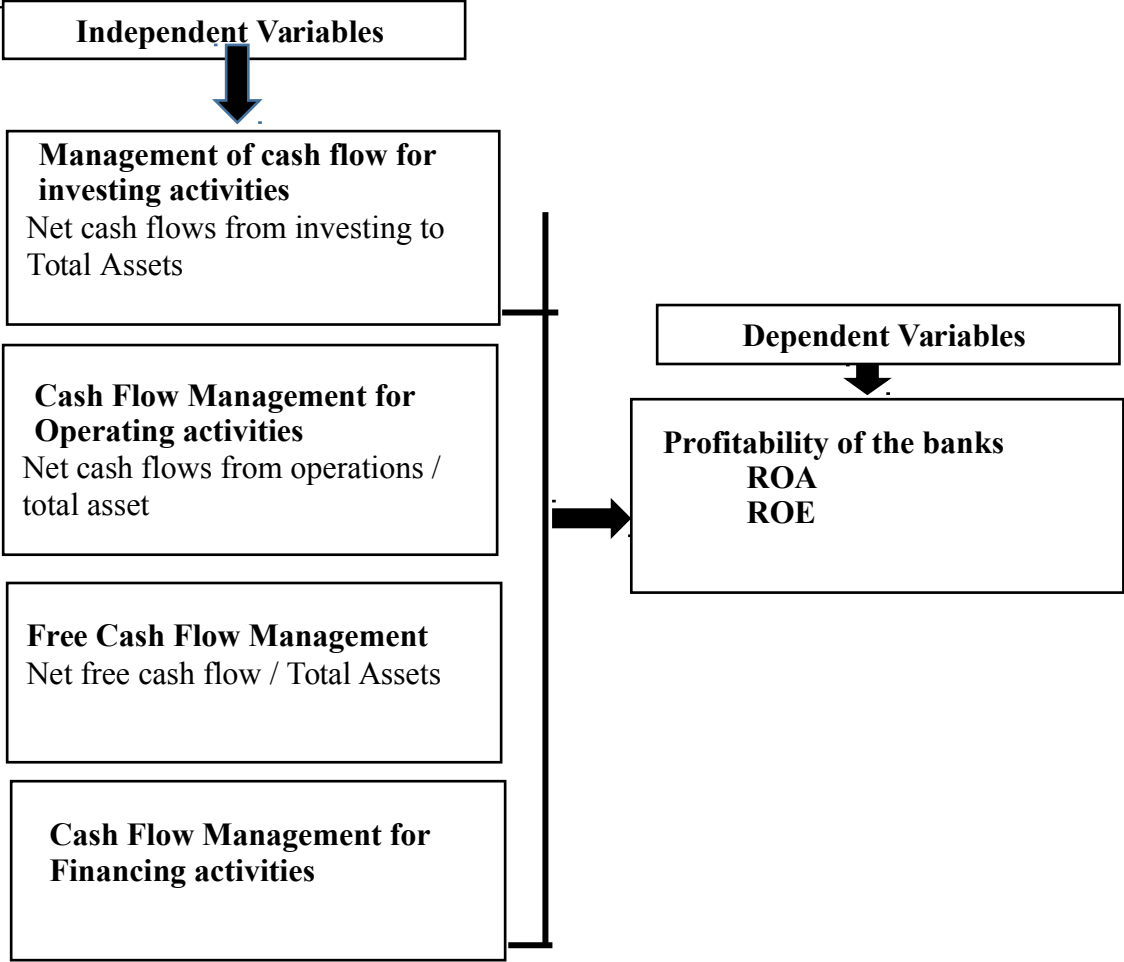 Independent Variables
Management of cash flow for
investing activities
Net cash flows from investing to
Total Assets
Cash Flow Management for
Operating activities
Net cash flows from operations /
total asset
Free Cash Flow Management
Net free cash flow / Total Assets
Cash Flow Management for
Financing activities
Dependent Variables
Profitability of the banks
ROA
ROE